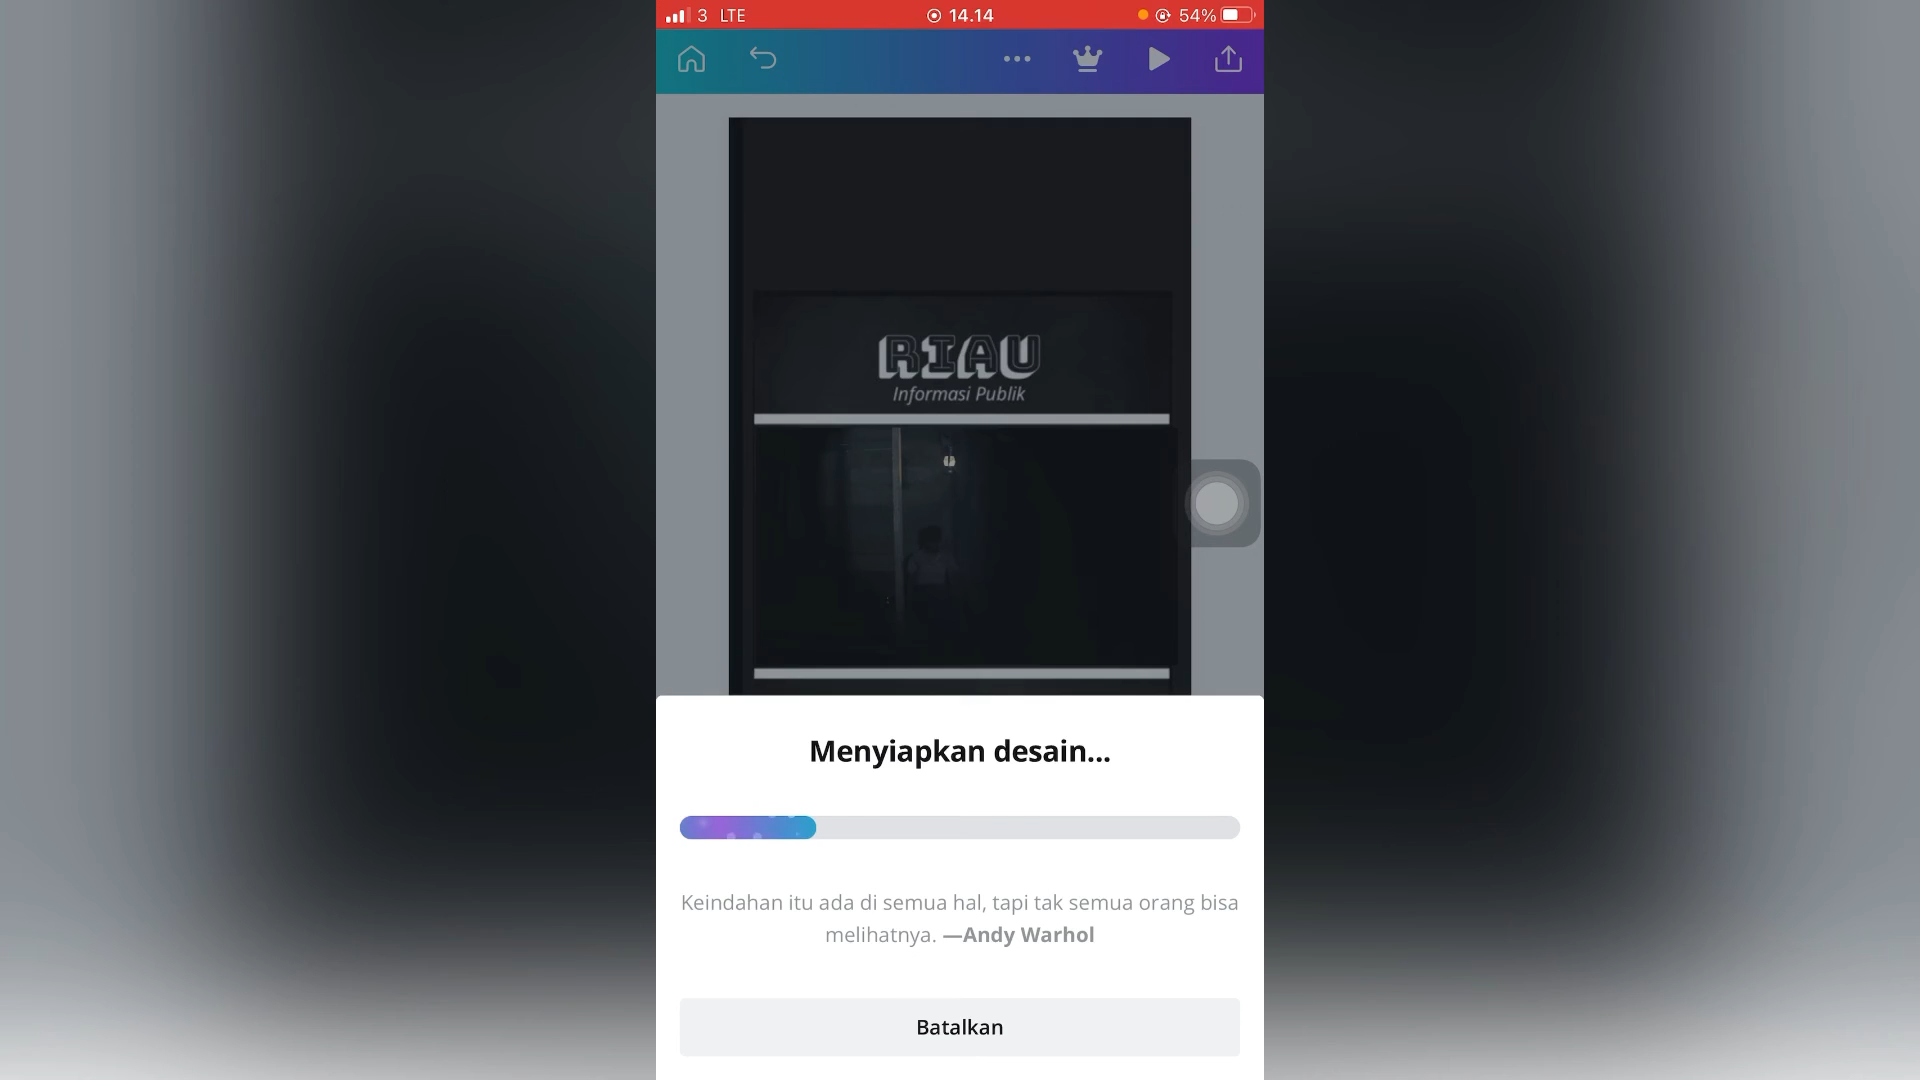 3 LTE 14.14 54%
RIAU
Informasi Publik
Menyiapkan desain...
Keindahan itu ada di semua hal, tapi tak semua orang bisa
melihatnya. —Andy Warhol
Batalkan